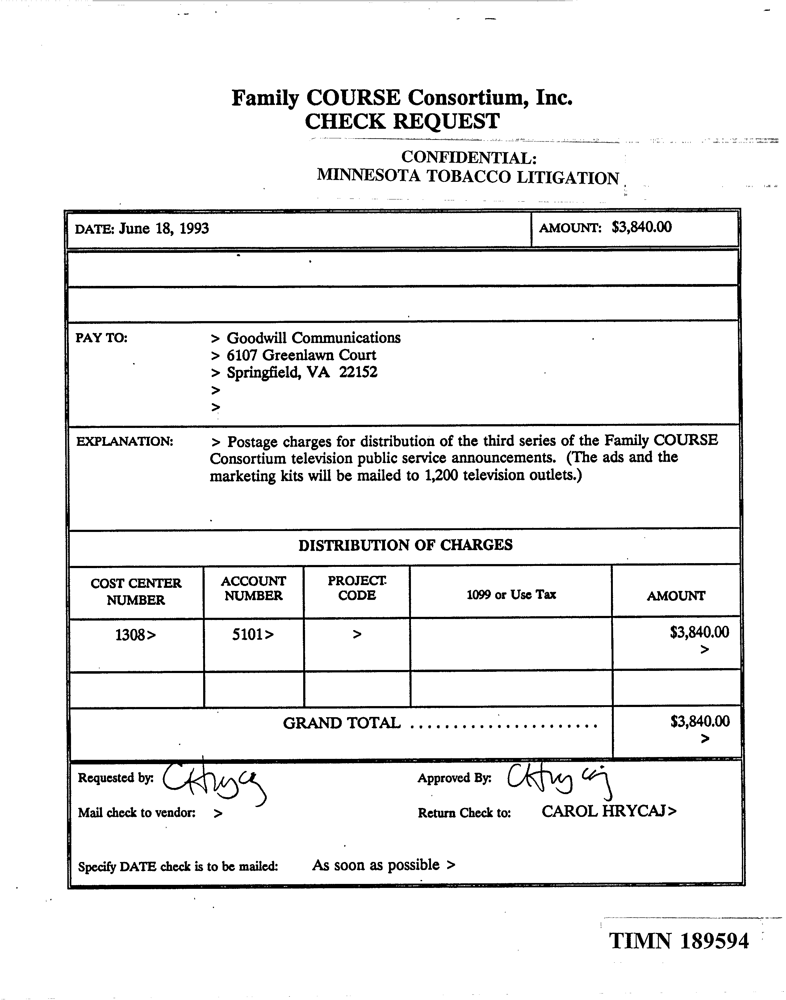 Family COURSE Consortium, Inc.
CHECK REQUEST
CONFIDENTIAL:
MINNESOTA TOBACCO LITIGATION
DATE: June 18, 1993 AMOUNT: $3,840.00
PAY TO: > Goodwill Communications
> 6107 Greenlawn Court
> Springfield, VA 22152
>
>
EXPLANATION: > Postage charges for distribution of the third series of the Family COURSE
Consortium television public service announcements. (The ads and the
marketing kits will be mailed to 1,200 television outlets.)
DISTRIBUTION OF CHARGES
COST CENTER NUMBER ACCOUNT NUMBER PROJECT CODE 1099 or Use Tax AMOUNT
1308> 5101> > $3,840.00
>
GRAND TOTAL ....................... $3,840.00
>
Requested by: CHrycaj Approved By: CHrycaj
Mail check to vendor: > Return Check to: CAROL HRYCAJ>
Specify DATE check is to be mailed: As soon as possible >
TIMN 189594